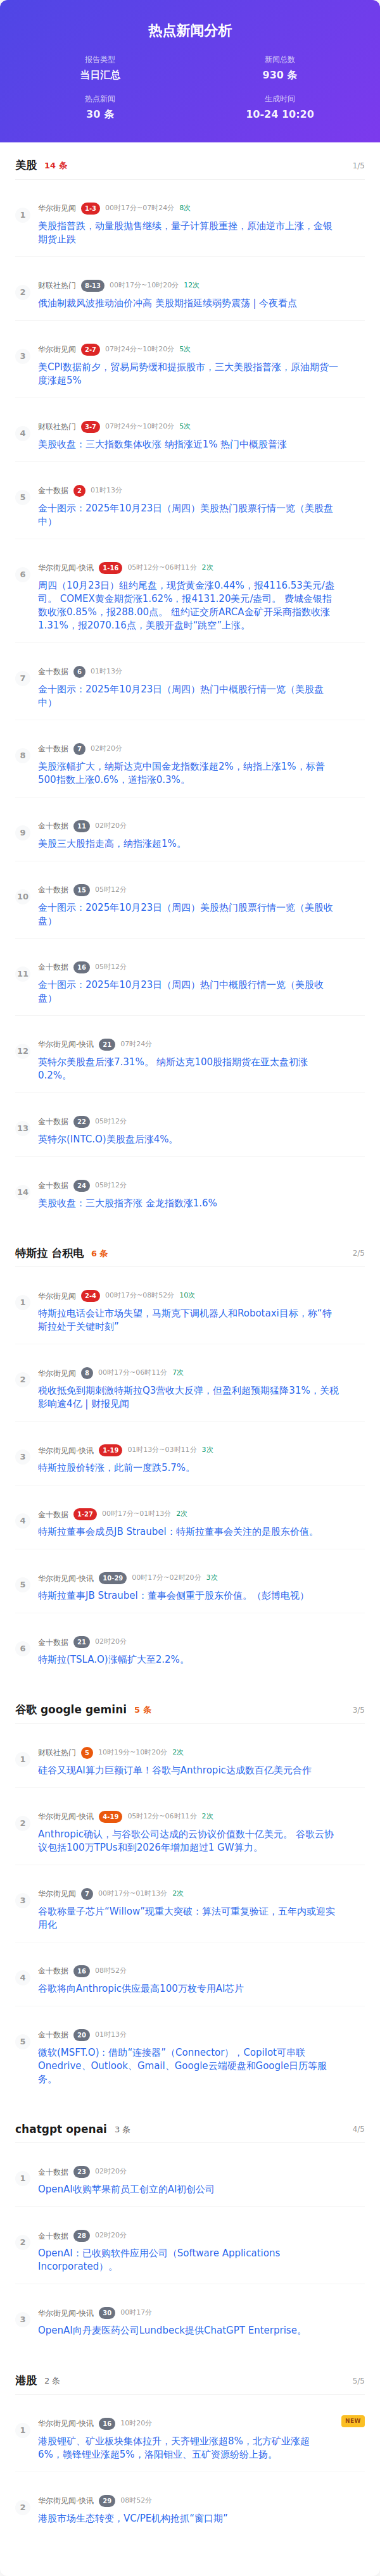 热点新闻分析
报告类型
新闻总数
当日汇总
930 条
热点新闻
生成时间
30 条
10-24 10:20
美股 14 条 1/5
1
华尔街见闻 1-3 00时17分~07时24分 8次
美股指普跌，动量股抛售继续，量子计算股重挫，原油逆市上涨，金银
期货止跌
2
财联社热门 8-13 00时17分~10时20分 12次
俄油制裁风波推动油价冲高 美股期指延续弱势震荡 | 今夜看点
3
华尔街见闻 2-7 07时24分~10时20分 5次
美CPI数据前夕，贸易局势缓和提振股市，三大美股指普涨，原油期货一
度涨超5%
4
财联社热门 3-7 07时24分~10时20分 5次
美股收盘：三大指数集体收涨 纳指涨近1% 热门中概股普涨
5
金十数据 2 01时13分
金十图示：2025年10月23日（周四）美股热门股票行情一览（美股盘
中）
6
华尔街见闻-快讯 1-16 05时12分~06时11分 2次
周四（10月23日）纽约尾盘，现货黄金涨0.44%，报4116.53美元/盎
司。 COMEX黄金期货涨1.62%，报4131.20美元/盎司。 费城金银指
数收涨0.85%，报288.00点。 纽约证交所ARCA金矿开采商指数收涨
1.31%，报2070.16点，美股开盘时“跳空”上涨。
7
金十数据 6 01时13分
金十图示：2025年10月23日（周四）热门中概股行情一览（美股盘
中）
8
金十数据 7 02时20分
美股涨幅扩大，纳斯达克中国金龙指数涨超2%，纳指上涨1%，标普
500指数上涨0.6%，道指涨0.3%。
9
金十数据 11 02时20分
美股三大股指走高，纳指涨超1%。
10
金十数据 15 05时12分
金十图示：2025年10月23日（周四）美股热门股票行情一览（美股收
盘）
11
金十数据 16 05时12分
金十图示：2025年10月23日（周四）热门中概股行情一览（美股收
盘）
12
华尔街见闻-快讯 21 07时24分
英特尔美股盘后涨7.31%。 纳斯达克100股指期货在亚太盘初涨
0.2%。
13
金十数据 22 05时12分
英特尔(INTC.O)美股盘后涨4%。
14
金十数据 24 05时12分
美股收盘：三大股指齐涨 金龙指数涨1.6%
特斯拉 台积电 6 条 2/5
1
华尔街见闻 2-4 00时17分~08时52分 10次
特斯拉电话会让市场失望，马斯克下调机器人和Robotaxi目标，称“特
斯拉处于关键时刻”
2
华尔街见闻 8 00时17分~06时11分 7次
税收抵免到期刺激特斯拉Q3营收大反弹，但盈利超预期猛降31%，关税
影响逾4亿 | 财报见闻
3
华尔街见闻-快讯 1-19 01时13分~03时11分 3次
特斯拉股价转涨，此前一度跌5.7%。
4
金十数据 1-27 00时17分~01时13分 2次
特斯拉董事会成员JB Straubel：特斯拉董事会关注的是股东价值。
5
华尔街见闻-快讯 10-29 00时17分~02时20分 3次
特斯拉董事JB Straubel：董事会侧重于股东价值。（彭博电视）
6
金十数据 21 02时20分
特斯拉(TSLA.O)涨幅扩大至2.2%。
谷歌 google gemini 5 条 3/5
1
财联社热门 5 10时19分~10时20分 2次
硅谷又现AI算力巨额订单！谷歌与Anthropic达成数百亿美元合作
2
华尔街见闻-快讯 4-19 05时12分~06时11分 2次
Anthropic确认，与谷歌公司达成的云协议价值数十亿美元。 谷歌云协
议包括100万TPUs和到2026年增加超过1 GW算力。
3
华尔街见闻 7 00时17分~01时13分 2次
谷歌称量子芯片“Willow”现重大突破：算法可重复验证，五年内或迎实
用化
4
金十数据 16 08时52分
谷歌将向Anthropic供应最高100万枚专用AI芯片
5
金十数据 20 01时13分
微软(MSFT.O)：借助“连接器”（Connector），Copilot可串联
Onedrive、Outlook、Gmail、Google云端硬盘和Google日历等服
务。
chatgpt openai 3 条 4/5
1
金十数据 23 02时20分
OpenAI收购苹果前员工创立的AI初创公司
2
金十数据 28 02时20分
OpenAI：已收购软件应用公司（Software Applications
Incorporated）。
3
华尔街见闻-快讯 30 00时17分
OpenAI向丹麦医药公司Lundbeck提供ChatGPT Enterprise。
港股 2 条 5/5
NEW
1
华尔街见闻-快讯 16 10时20分
港股锂矿、矿业板块集体拉升，天齐锂业涨超8%，北方矿业涨超
6%，赣锋锂业涨超5%，洛阳钼业、五矿资源纷纷上扬。
2
华尔街见闻-快讯 29 08时52分
港股市场生态转变，VC/PE机构抢抓“窗口期”